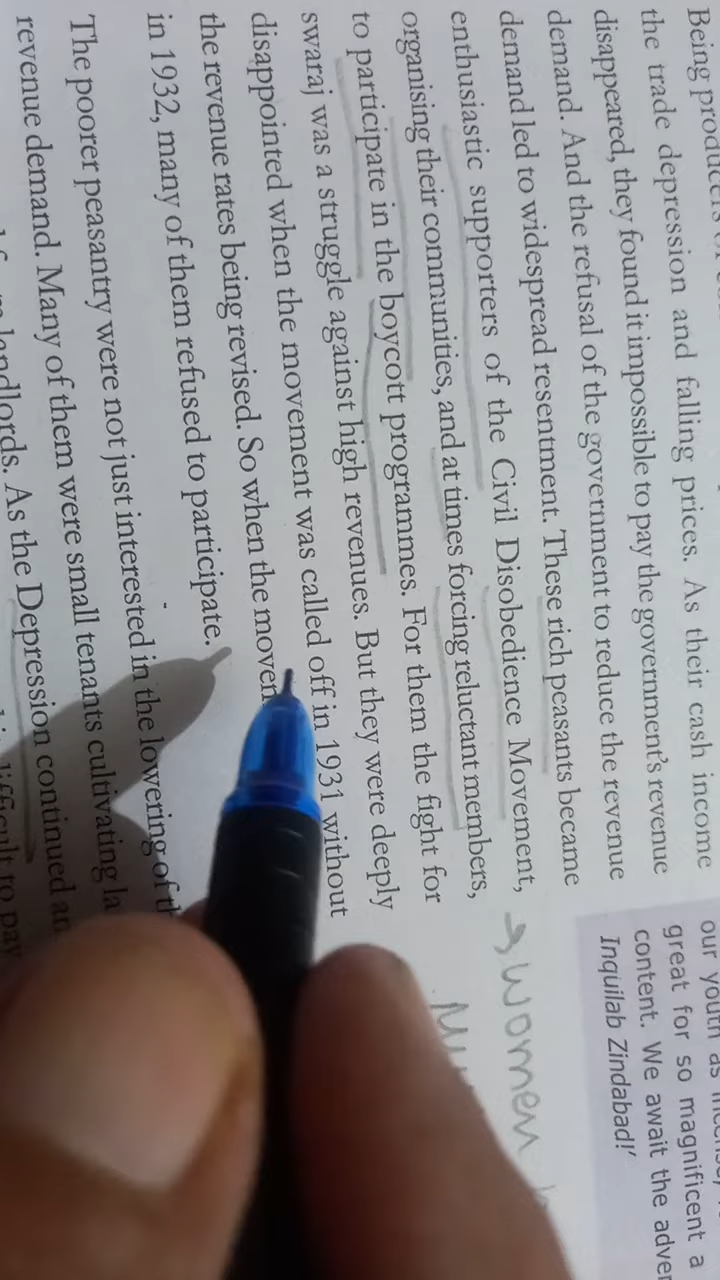 Being producers of
the trade depression and falling prices. As their cash income
disappeared, they found it impossible to pay the government's revenue
demand. And the refusal of the government to reduce the revenue
demand led to widespread resentment. These rich peasants became
enthusiastic supporters of the Civil Disobedience Movement,
organising their communities, and at times forcing reluctant members,
to participate in the boycott programmes. For them the fight for
swaraj was a struggle against high revenues. But they were deeply
disappointed when the movement was called off in 1931 without
the revenue rates being revised. So when the movem
in 1932, many of them refused to participate.
The poorer peasantry were not just interested in the lowering of th
revenue demand. Many of them were small tenants cultivating la
landlords. As the Depression continued an
difficult to pay
our youth as
great for so magnificent a
content. We await the adven
Inquilab Zindabad!'
→ women